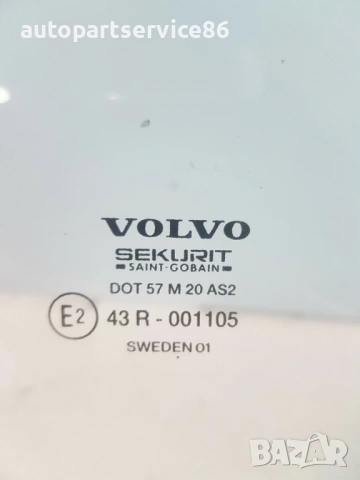 autopartservice86
VOLVO
SEKURIT
SAINT-GOBAIN
DOT 57 M 20 AS2
E2 43 R - 001105
SWEDEN 01
BAZAR